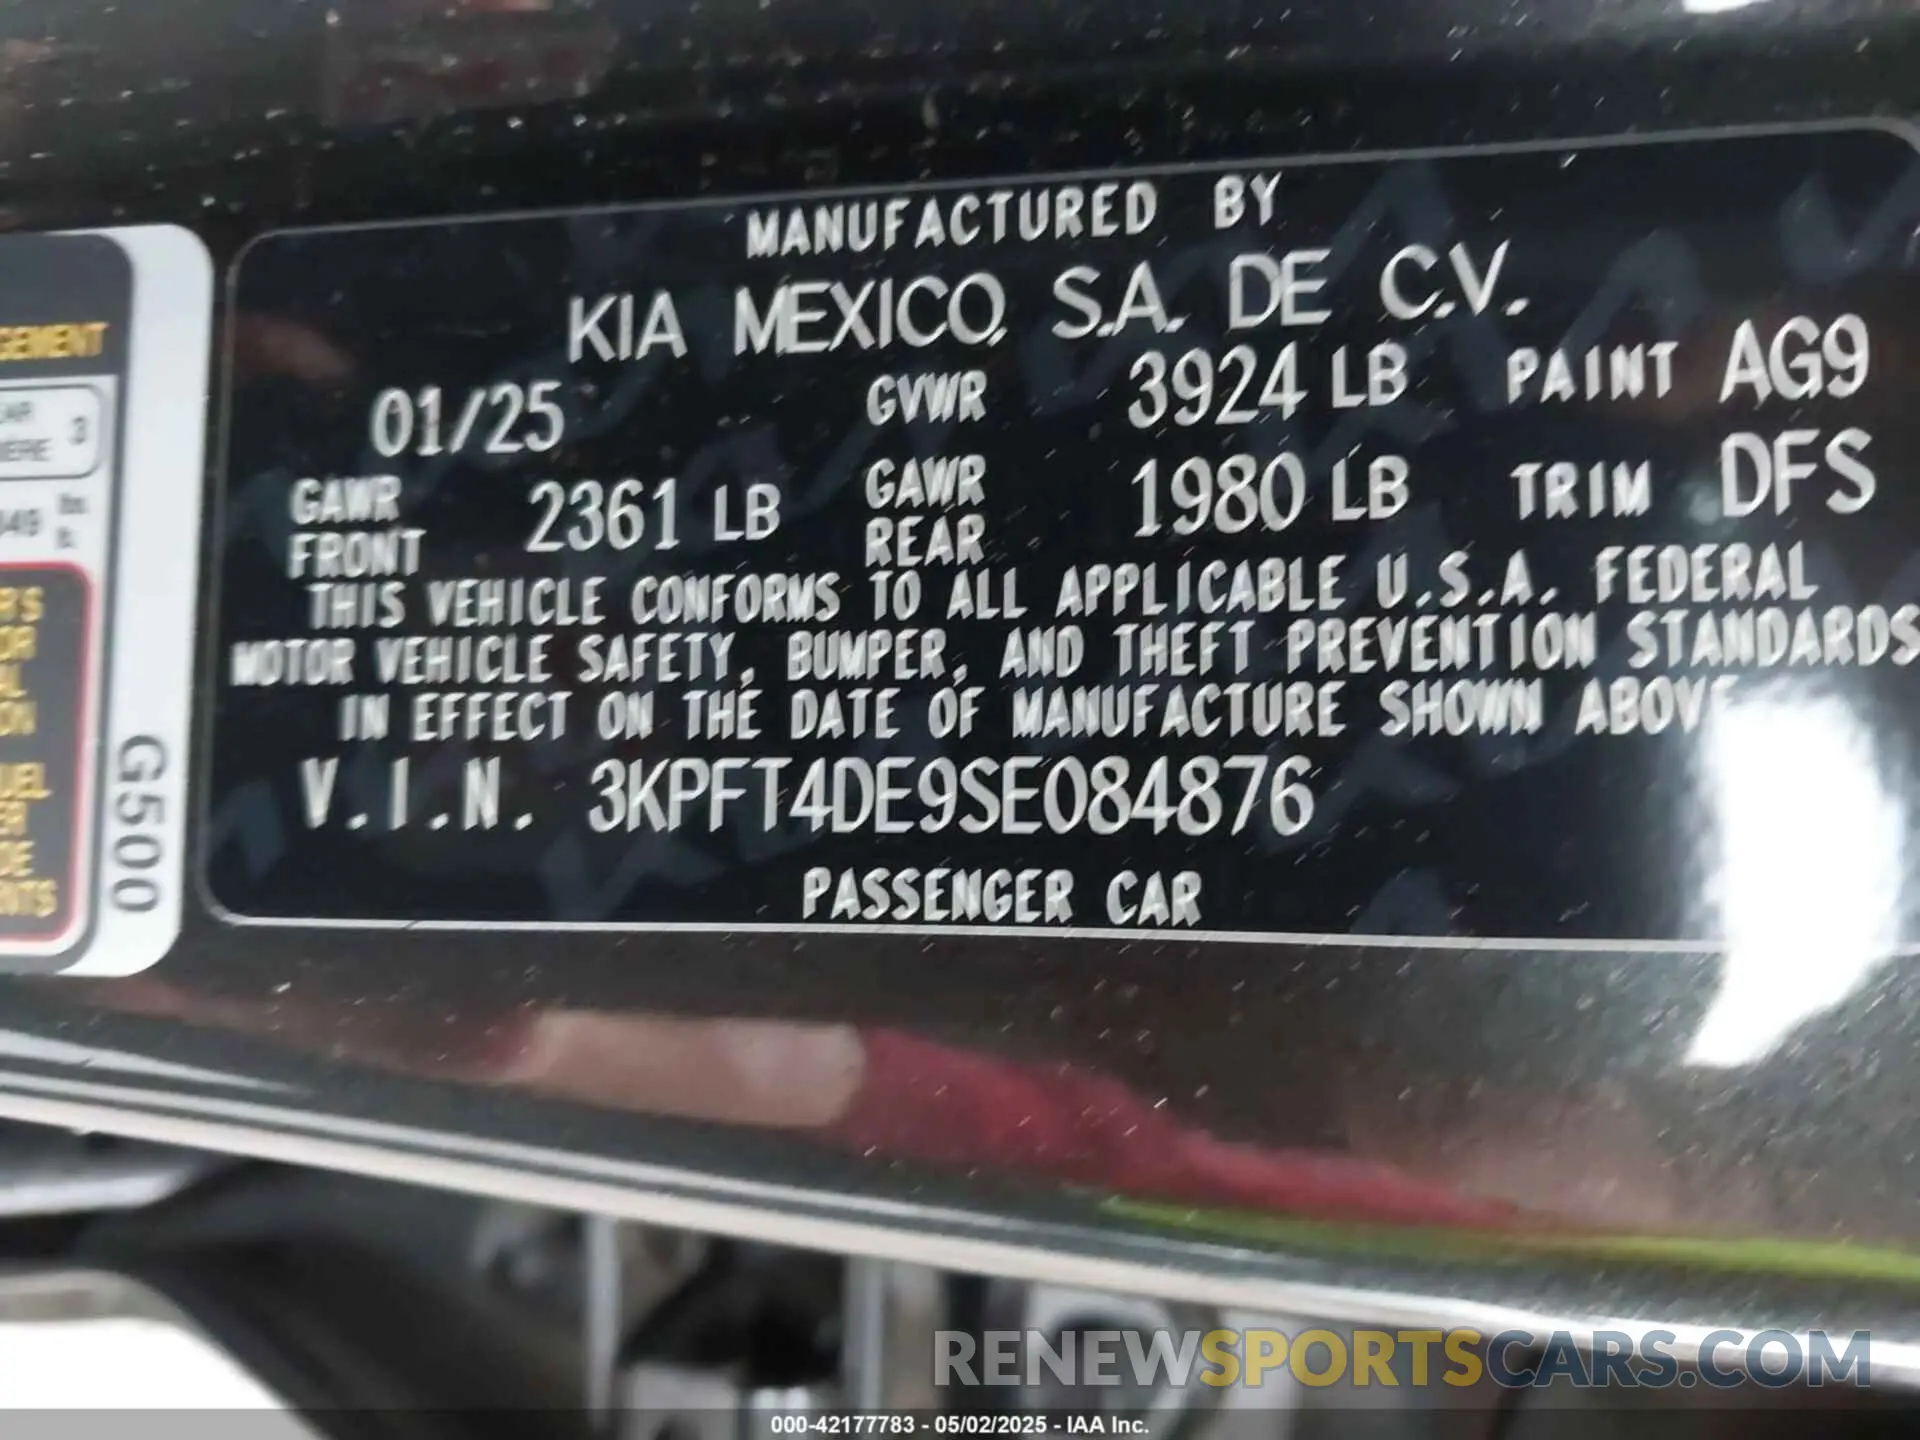 MANUFACTURED BY
KIA MEXICO, S.A. DE C.V.
01/25 GVWR 3924 LB PAINT AG9
GAWR FRONT 2361 LB GAWR REAR 1980 LB TRIM DFS
THIS VEHICLE CONFORMS TO ALL APPLICABLE U.S.A. FEDERAL
MOTOR VEHICLE SAFETY, BUMPER, AND THEFT PREVENTION STANDARDS
IN EFFECT ON THE DATE OF MANUFACTURE SHOWN ABOVE
V.I.N. 3KPFT4DE9SE084876
PASSENGER CAR
G500
RENEWSPORTSCARS.COM
000-42177783 - 05/02/2025 - IAA Inc.